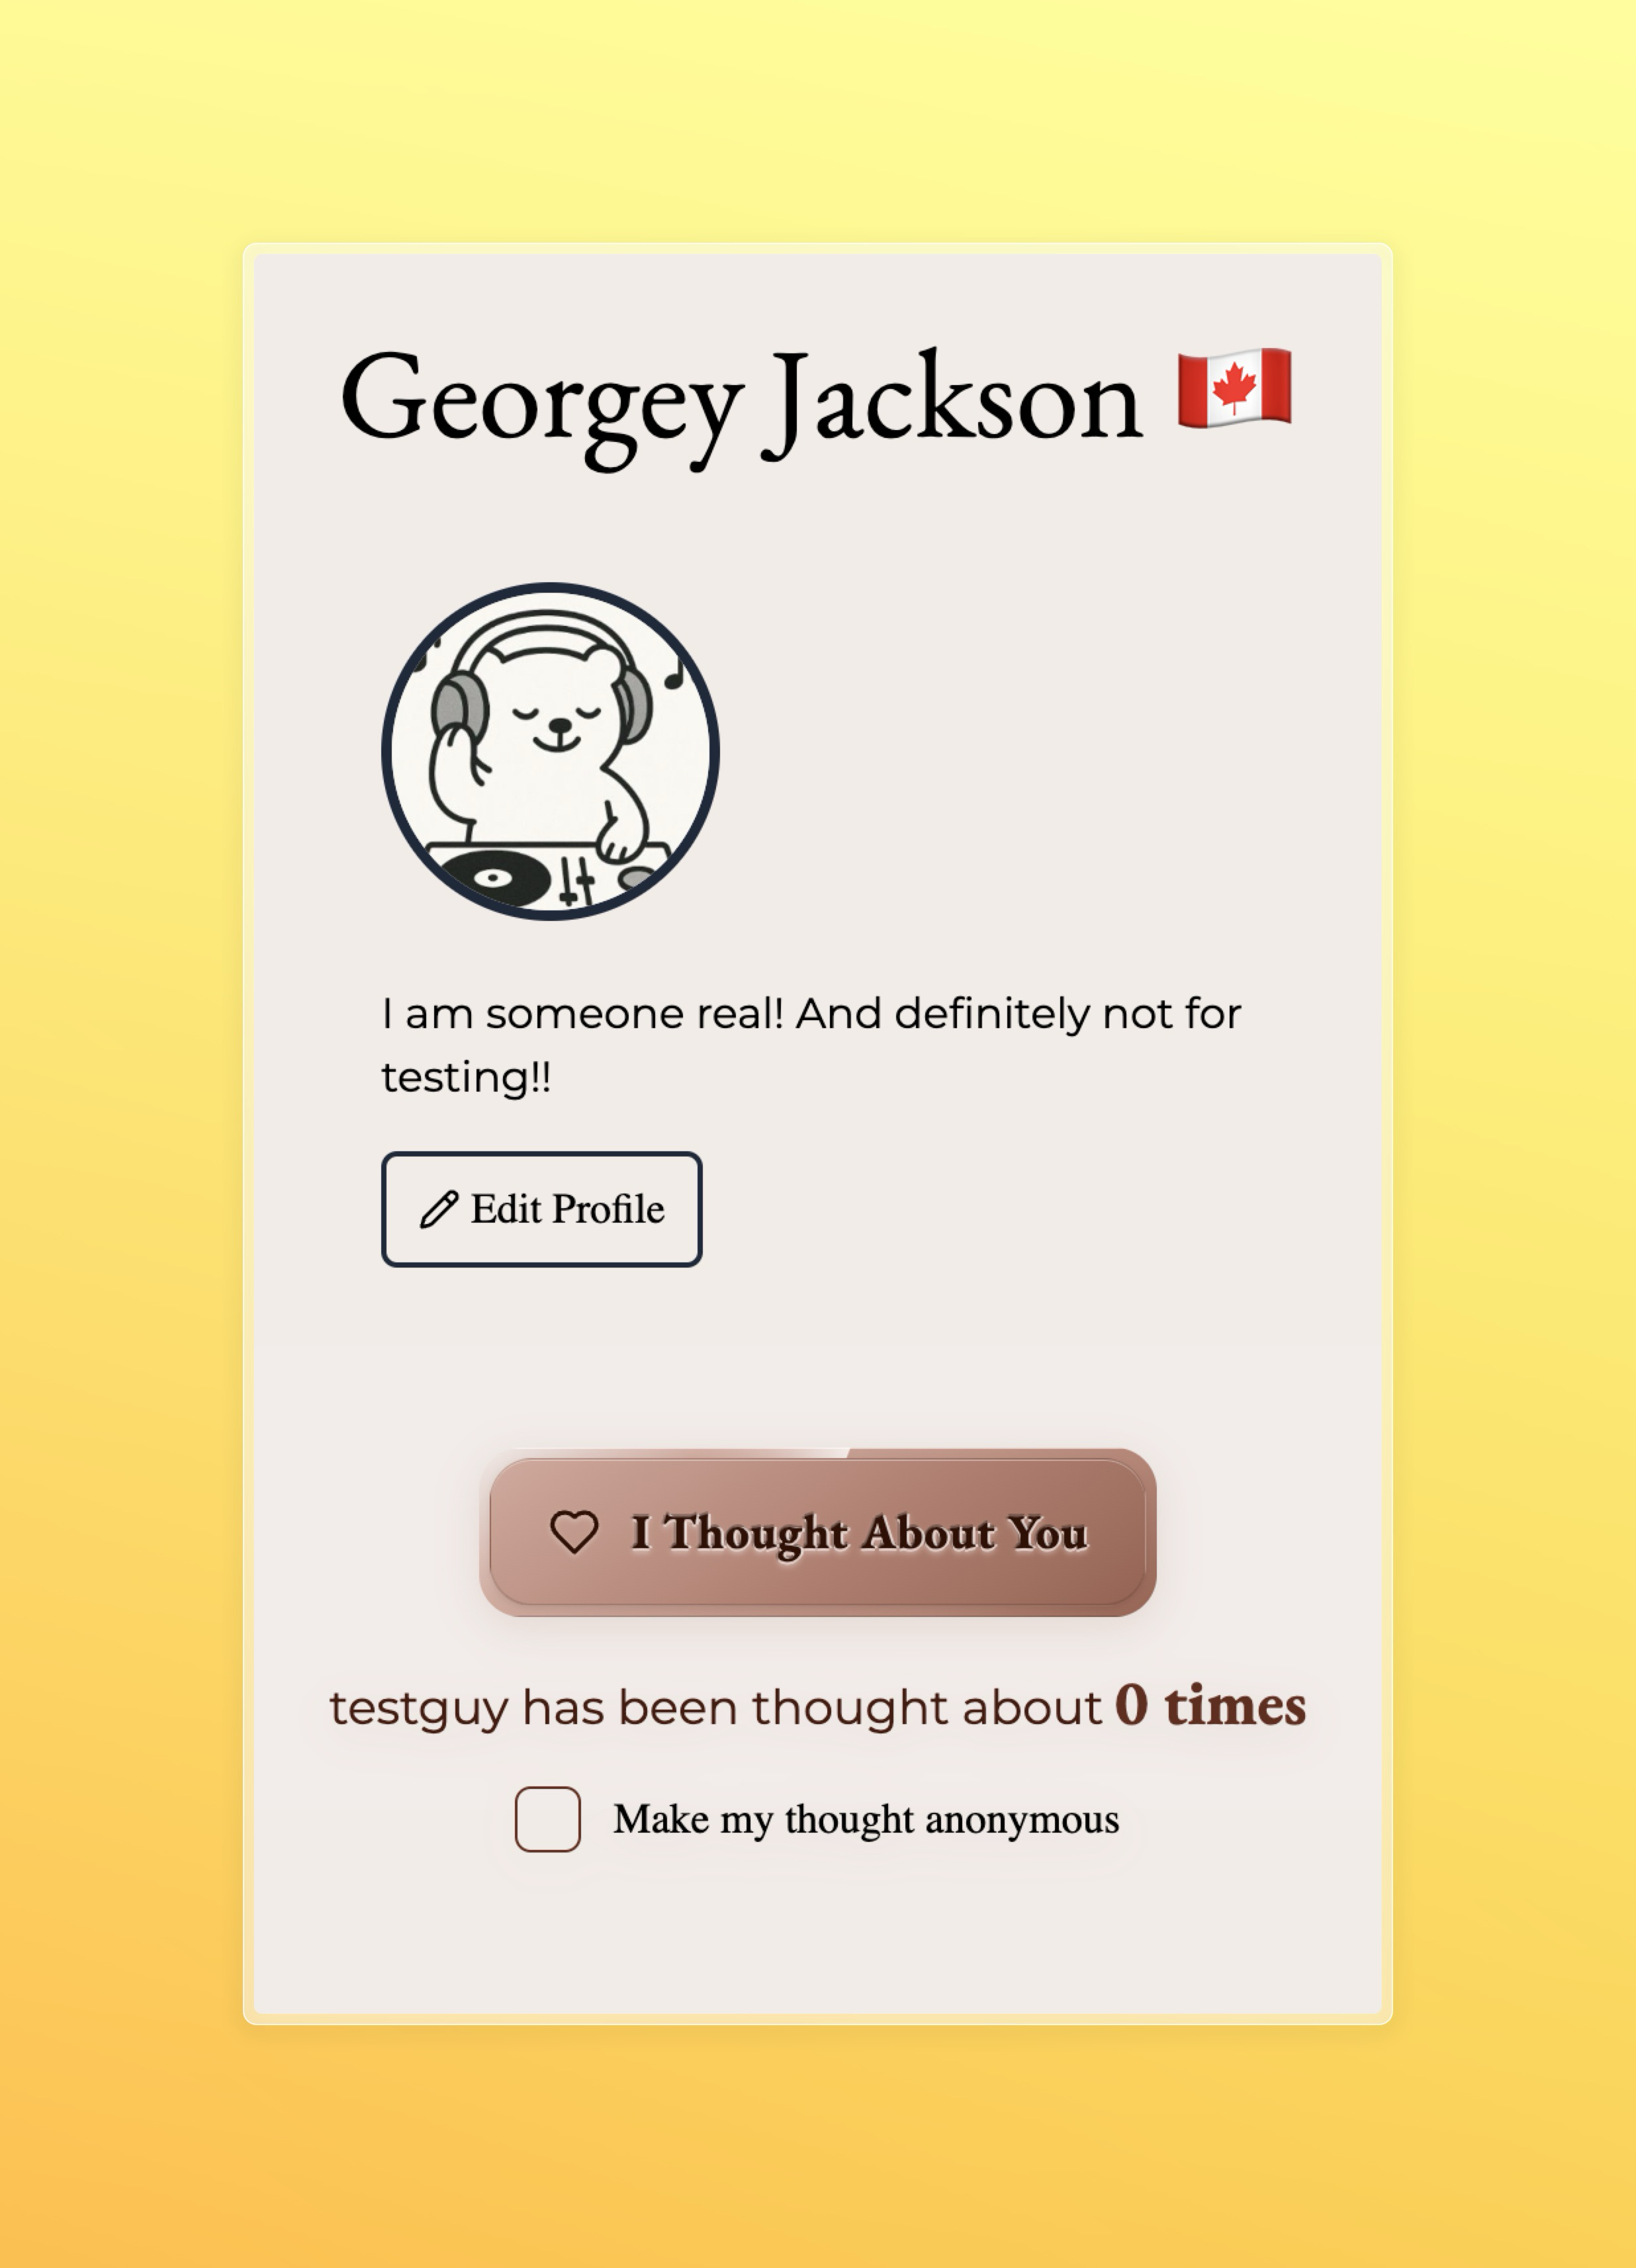 Georgey Jackson 🇨🇦
I am someone real! And definitely not for
testing!!
Edit Profile
I Thought About You
testguy has been thought about 0 times
Make my thought anonymous